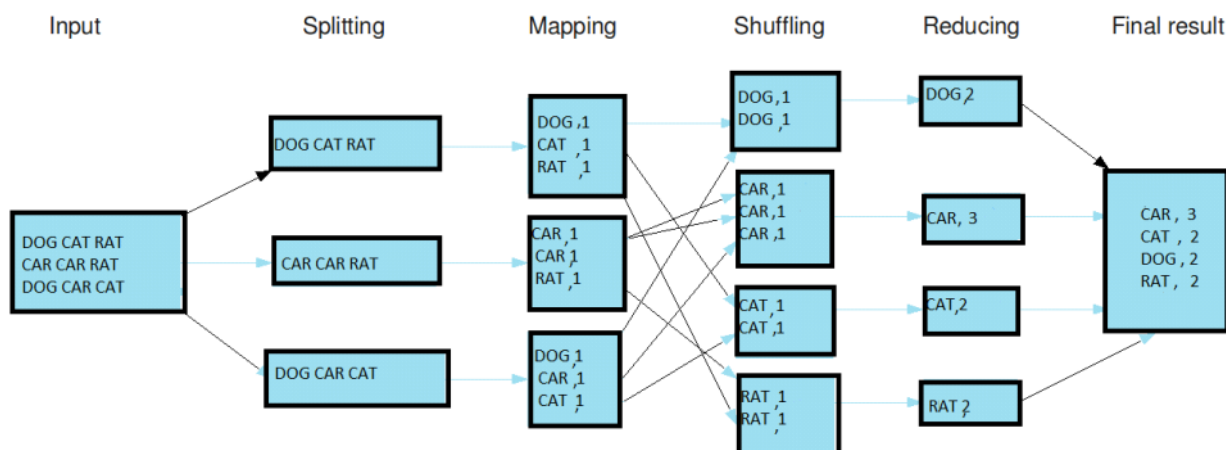 Input
Splitting
Mapping
Shuffling
Reducing
Final result
DOG CAT RAT
CAR CAR RAT
DOG CAR CAT
DOG CAT RAT
CAR CAR RAT
DOG CAR CAT
DOG ,1
CAT ,1
RAT ,1
CAR ,1
CAR ,1
RAT ,1
DOG ,1
CAR ,1
CAT ,1
DOG ,1
DOG ,1
CAR ,1
CAR ,1
CAR ,1
CAT ,1
CAT ,1
RAT ,1
RAT ,1
DOG ,2
CAR, 3
CAT,2
RAT ,2
CAR , 3
CAT , 2
DOG , 2
RAT , 2